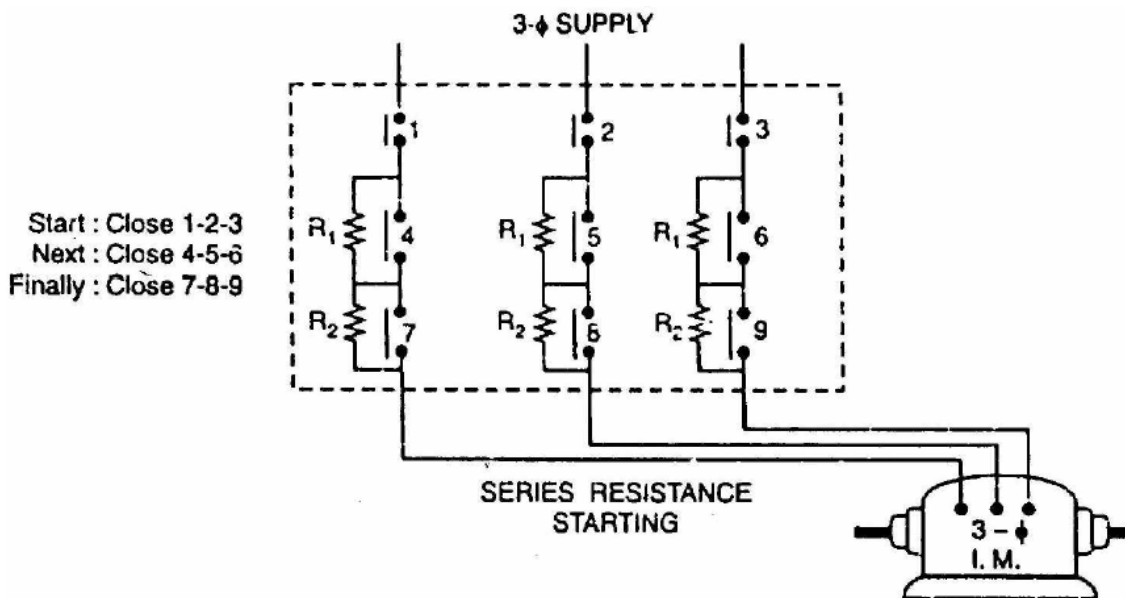 3-ϕ SUPPLY
1
2
3
Start : Close 1-2-3
Next : Close 4-5-6
Finally : Close 7-8-9
R1
4
R1
5
R1
6
R2
7
R2
8
R2
9
SERIES RESISTANCE
STARTING
3 – ϕ
I. M.